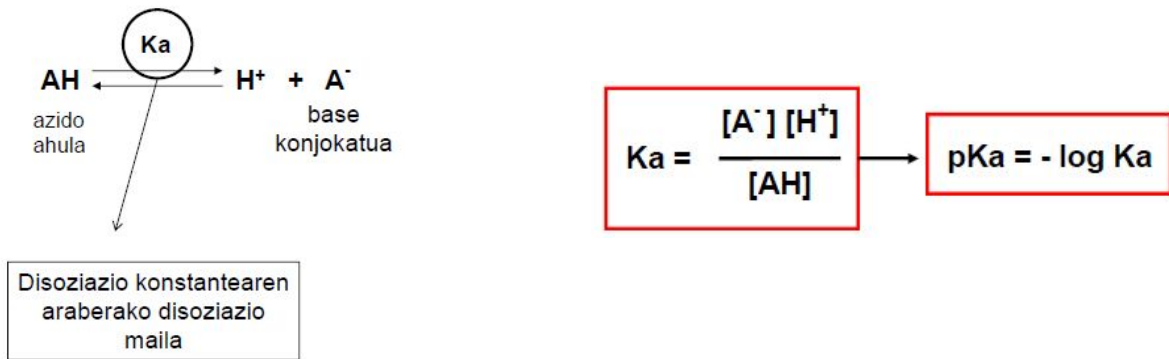 Ka
AH H⁺ + A⁻
azido
ahula
base
konjokatua
Disoziazio konstantearen
araberako disoziazio
maila
[A⁻] [H⁺]
Ka =
[AH]
pKa = - log Ka